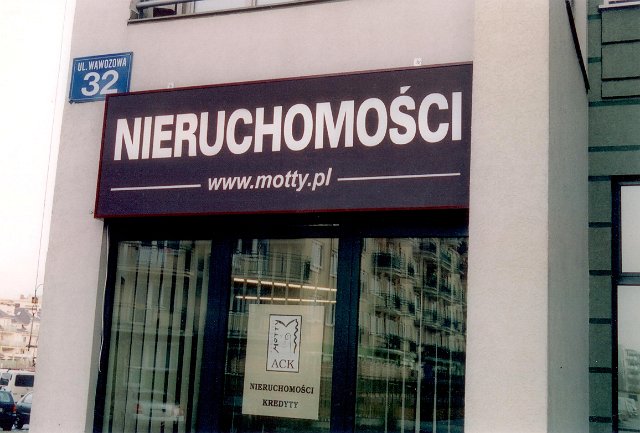 UL. WĄWOZOWA
32
NIERUCHOMOŚCI
www.motty.pl
MOTTY
ACK
NIERUCHOMOŚCI
KREDYTY